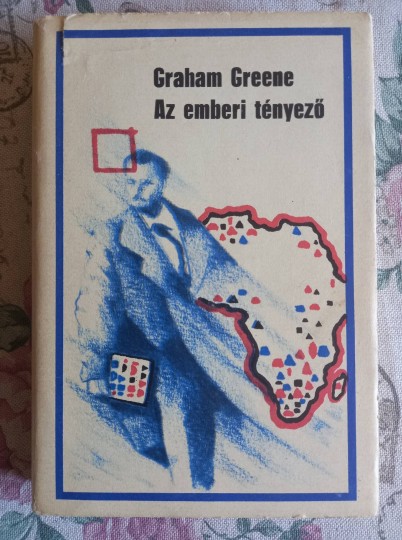 Graham Greene
Az emberi tényező